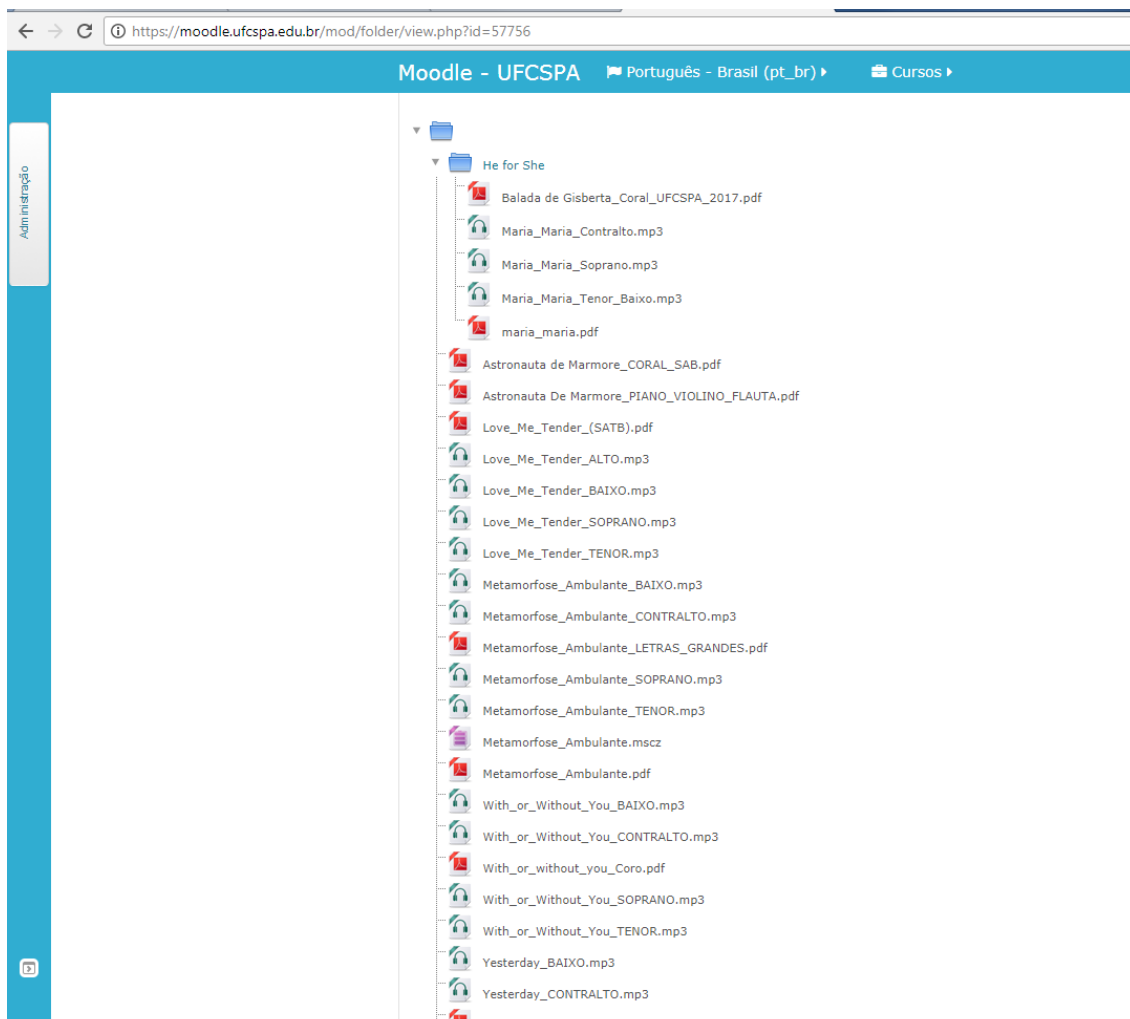 https://moodle.ufcspa.edu.br/mod/folder/view.php?id=57756
Moodle - UFCSPA Português - Brasil (pt_br) Cursos
Administração
He for She
Balada de Gisberta_Coral_UFCSPA_2017.pdf
Maria_Maria_Contralto.mp3
Maria_Maria_Soprano.mp3
Maria_Maria_Tenor_Baixo.mp3
maria_maria.pdf
Astronauta de Marmore_CORAL_SAB.pdf
Astronauta De Marmore_PIANO_VIOLINO_FLAUTA.pdf
Love_Me_Tender_(SATB).pdf
Love_Me_Tender_ALTO.mp3
Love_Me_Tender_BAIXO.mp3
Love_Me_Tender_SOPRANO.mp3
Love_Me_Tender_TENOR.mp3
Metamorfose_Ambulante_BAIXO.mp3
Metamorfose_Ambulante_CONTRALTO.mp3
Metamorfose_Ambulante_LETRAS_GRANDES.pdf
Metamorfose_Ambulante_SOPRANO.mp3
Metamorfose_Ambulante_TENOR.mp3
Metamorfose_Ambulante.mscz
Metamorfose_Ambulante.pdf
With_or_Without_You_BAIXO.mp3
With_or_Without_You_CONTRALTO.mp3
With_or_without_you_Coro.pdf
With_or_Without_You_SOPRANO.mp3
With_or_Without_You_TENOR.mp3
Yesterday_BAIXO.mp3
Yesterday_CONTRALTO.mp3